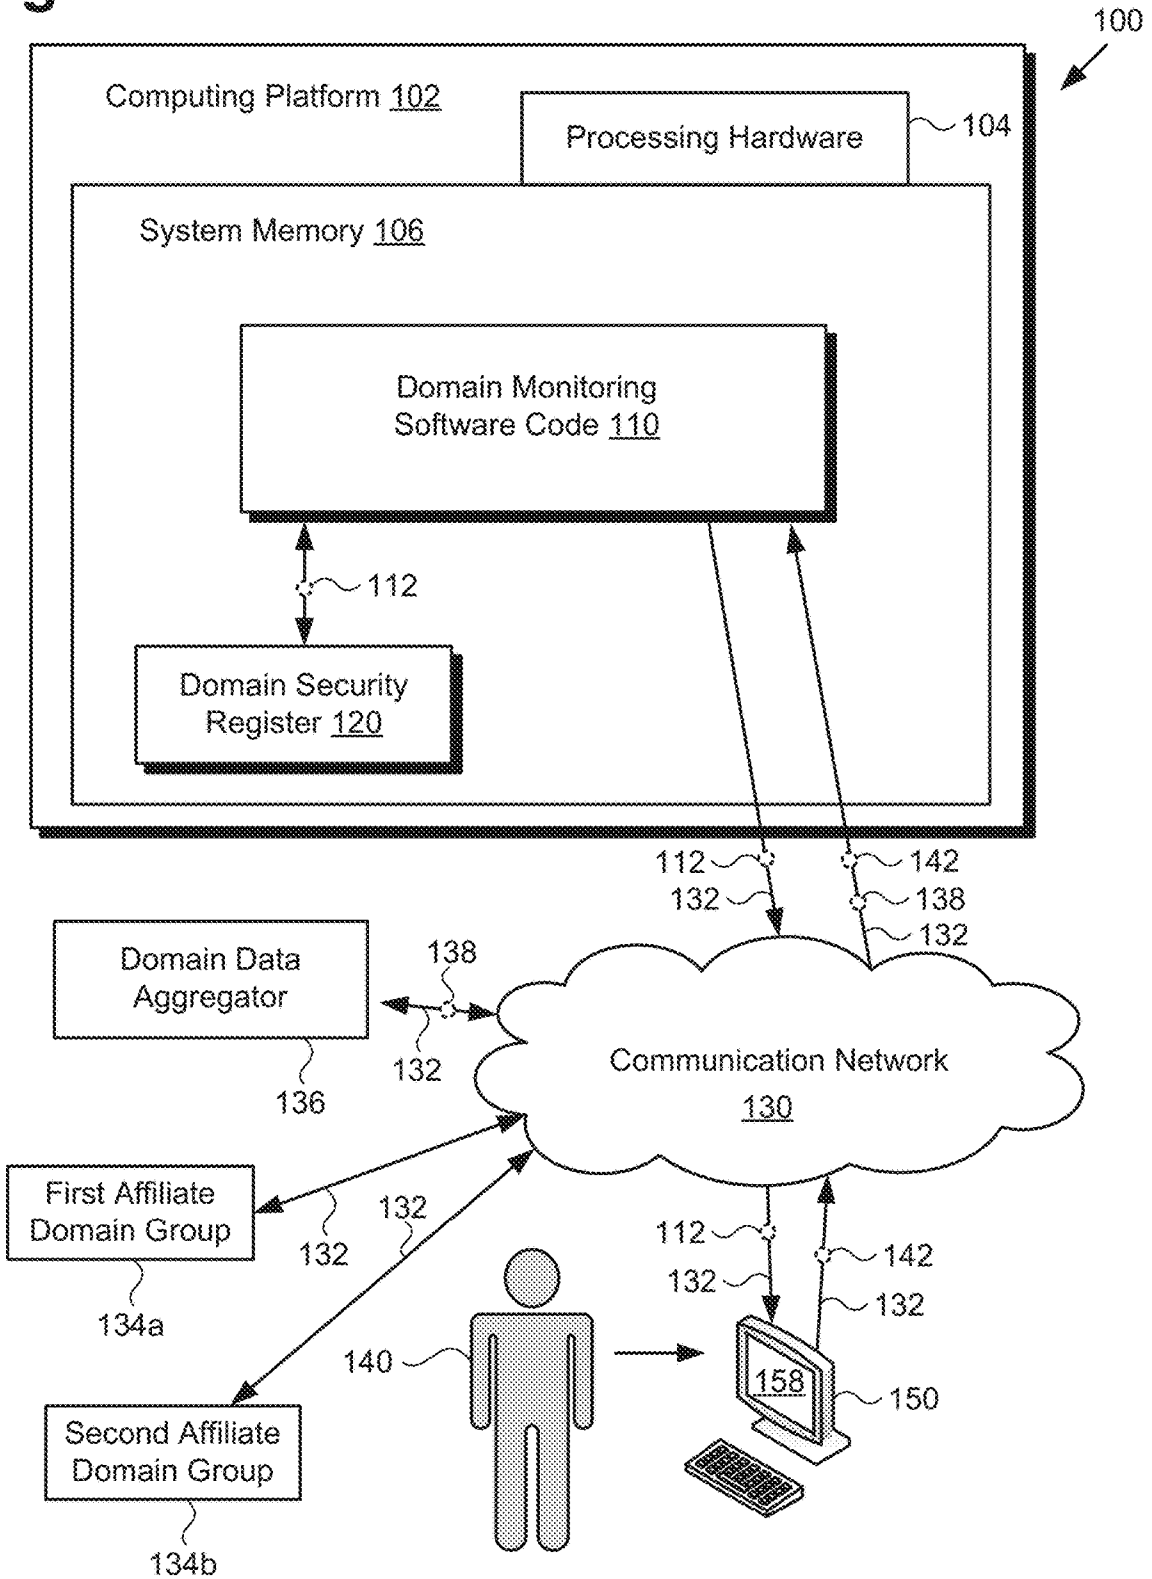 100
Computing Platform 102
Processing Hardware
104
System Memory 106
Domain Monitoring
Software Code 110
112
Domain Security
Register 120
112
142
132
138
132
Domain Data
Aggregator
138
132
136
Communication Network
130
First Affiliate
Domain Group
132
132
134a
112
142
132
132
140
158
150
Second Affiliate
Domain Group
134b